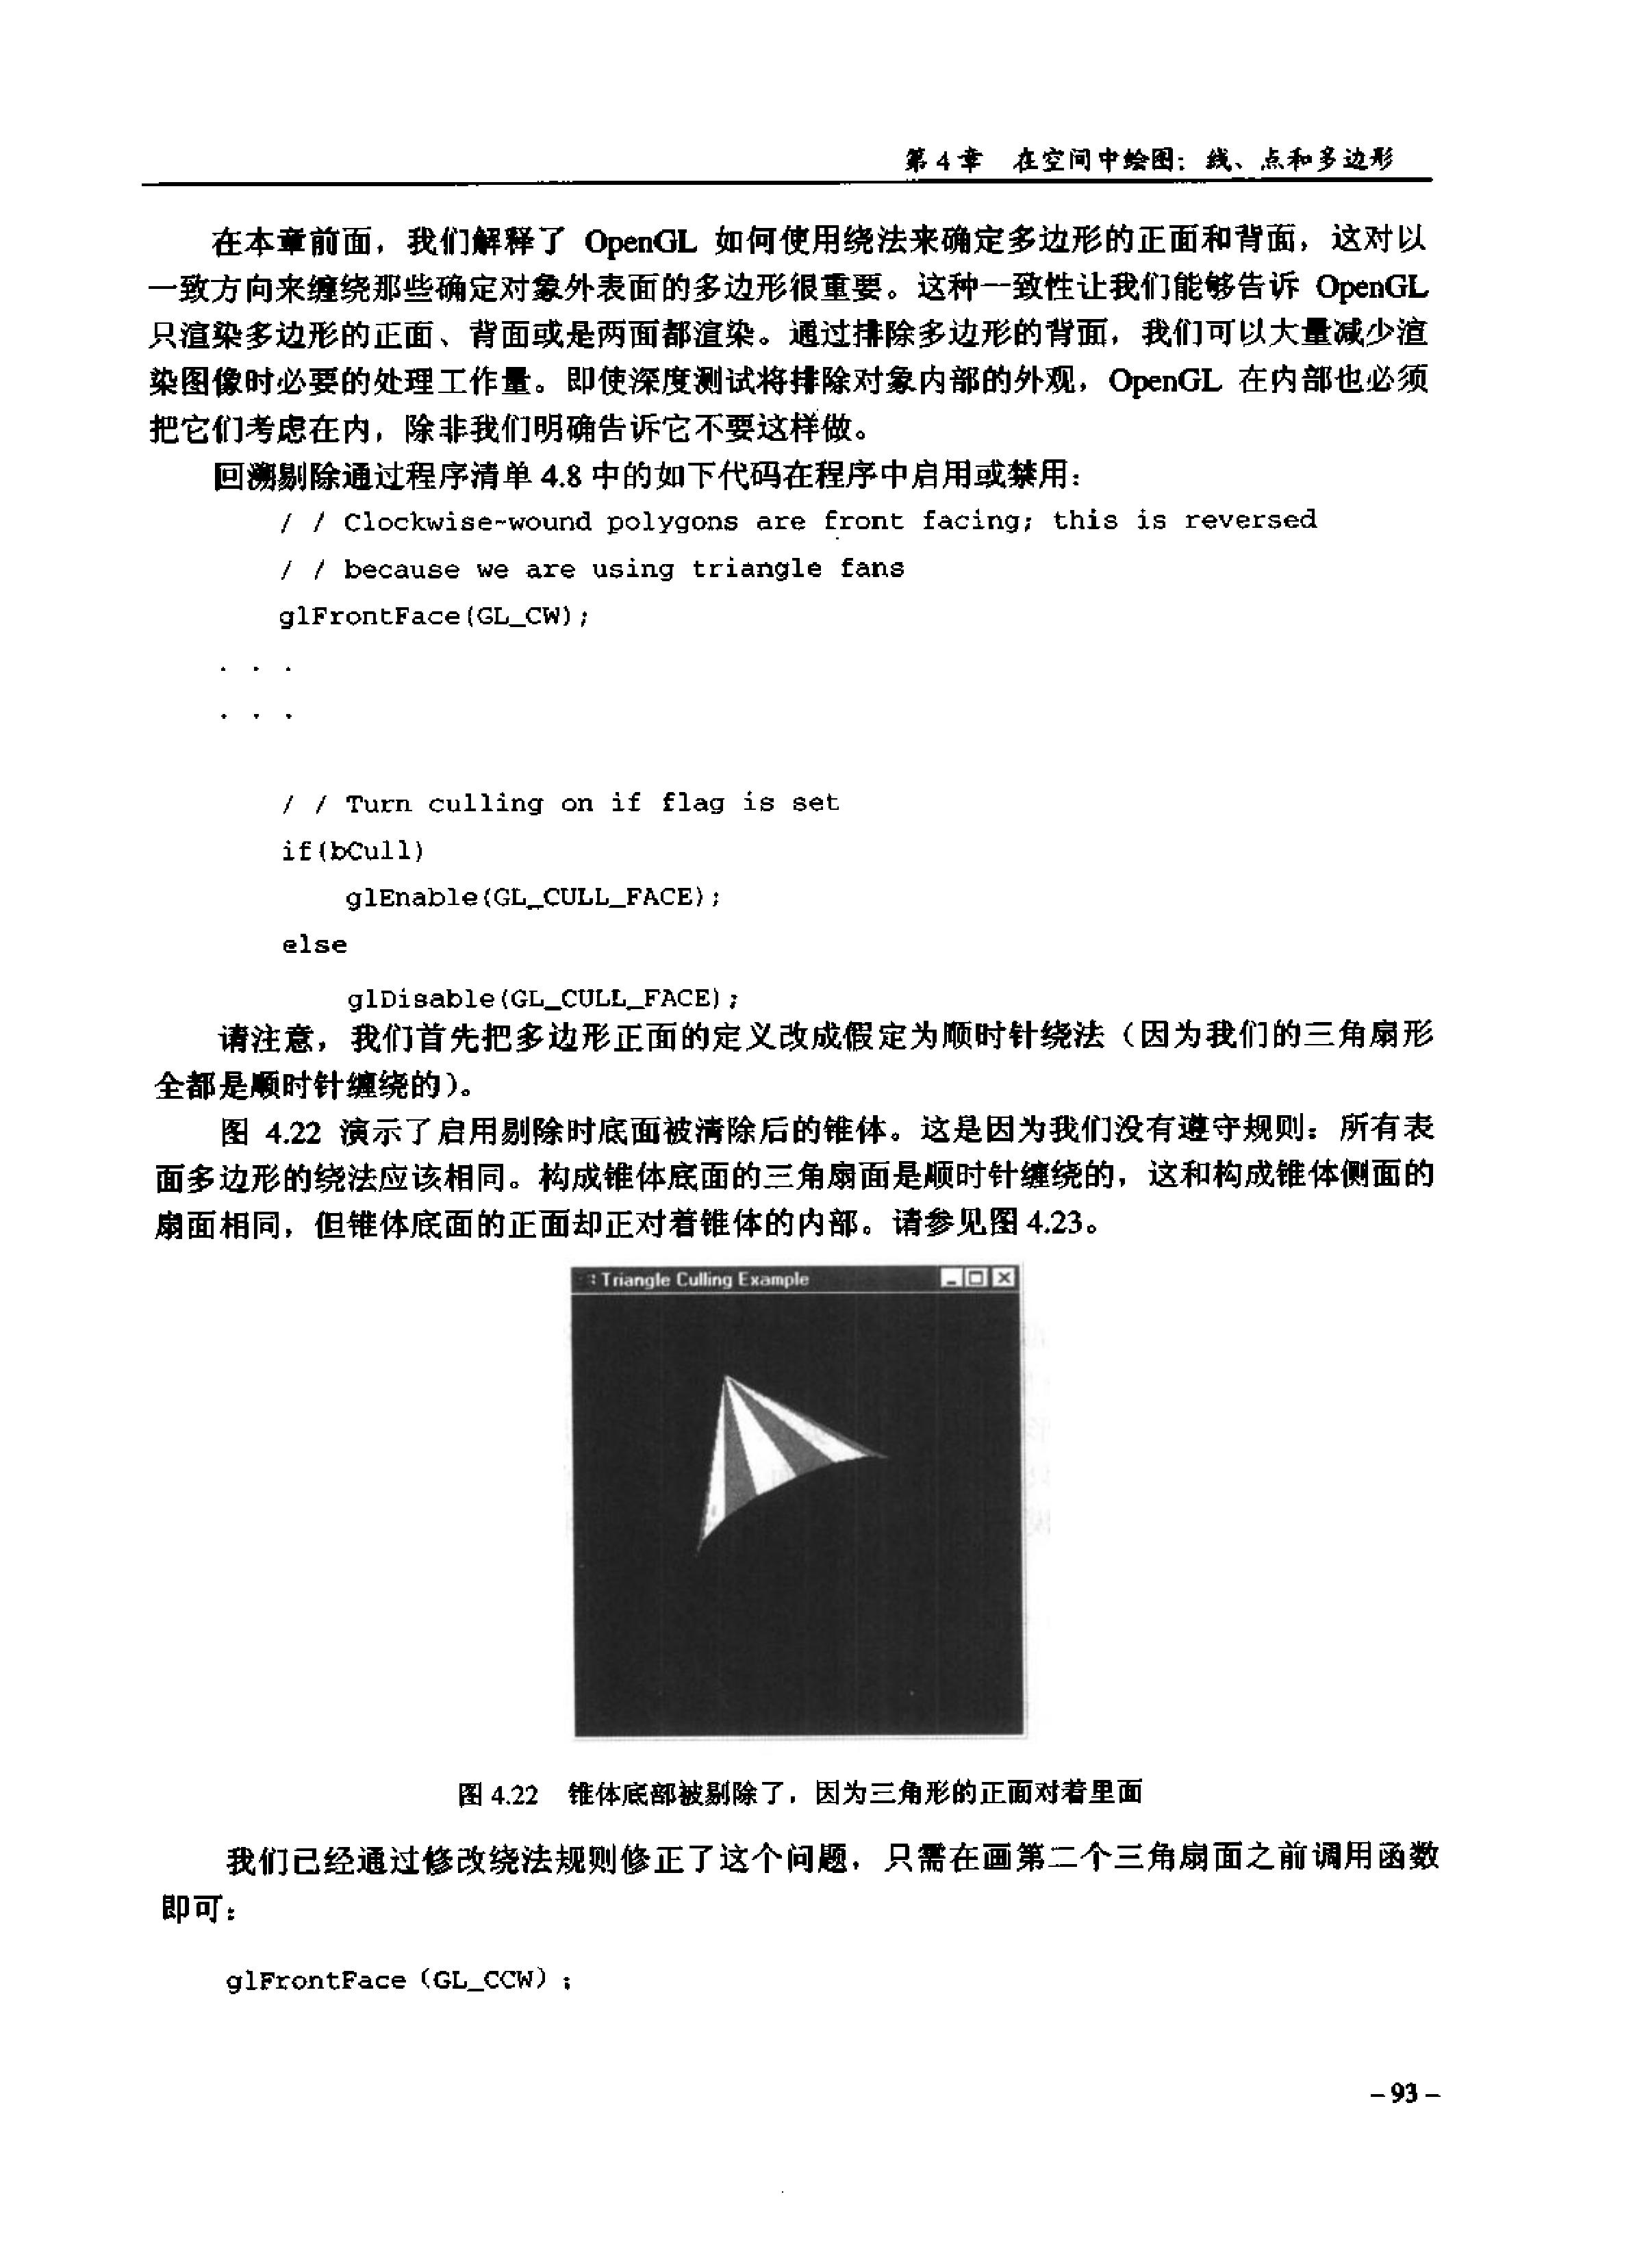 第 4 章　在空间中绘图：线、点和多边形
在本章前面，我们解释了 OpenGL 如何使用绕法来确定多边形的正面和背面，这对以
一致方向来缠绕那些确定对象外表面的多边形很重要。这种一致性让我们能够告诉 OpenGL
只渲染多边形的正面、背面或是两面都渲染。通过排除多边形的背面，我们可以大量减少渲
染图像时必要的处理工作量。即使深度测试将排除对象内部的外观，OpenGL 在内部也必须
把它们考虑在内，除非我们明确告诉它不要这样做。
回溯剔除通过程序清单 4.8 中的如下代码在程序中启用或禁用：
/ / Clockwise-wound polygons are front facing; this is reversed
/ / because we are using triangle fans
glFrontFace(GL_CW);
. . .
. . .
/ / Turn culling on if flag is set
if(bCull)
glEnable(GL_CULL_FACE);
else
glDisable(GL_CULL_FACE);
请注意，我们首先把多边形正面的定义改成假定为顺时针绕法（因为我们的三角扇形
全都是顺时针缠绕的）。
图 4.22 演示了启用剔除时底面被清除后的锥体。这是因为我们没有遵守规则：所有表
面多边形的绕法应该相同。构成锥体底面的三角扇面是顺时针缠绕的，这和构成锥体侧面的
扇面相同，但锥体底面的正面却正对着锥体的内部。请参见图 4.23。
Triangle Culling Example
图 4.22　锥体底部被剔除了，因为三角形的正面对着里面
我们已经通过修改绕法规则修正了这个问题，只需在画第二个三角扇面之前调用函数
即可：
glFrontFace（GL_CCW）;
－93－